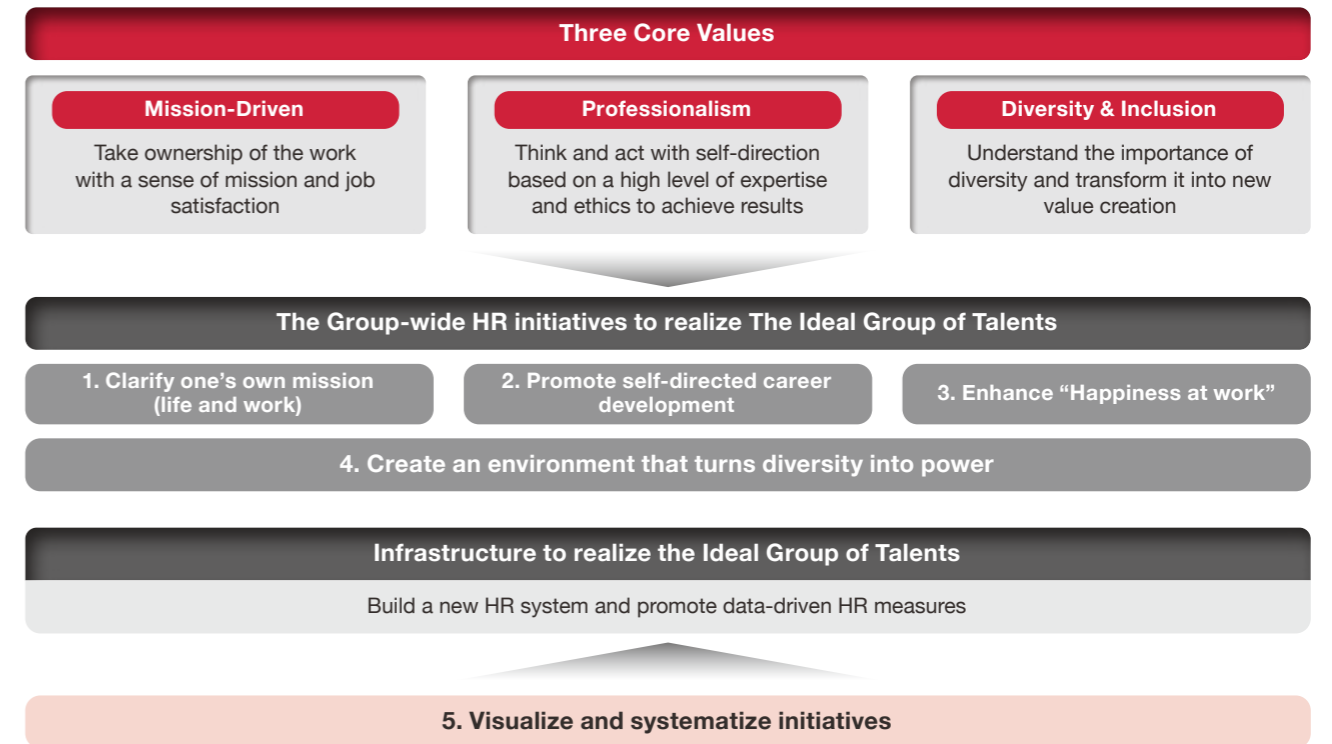 Three Core Values
Mission-Driven
Take ownership of the work
with a sense of mission and job
satisfaction
Professionalism
Think and act with self-direction
based on a high level of expertise
and ethics to achieve results
Diversity & Inclusion
Understand the importance of
diversity and transform it into new
value creation
The Group-wide HR initiatives to realize The Ideal Group of Talents
1. Clarify one’s own mission
(life and work)
2. Promote self-directed career
development
3. Enhance “Happiness at work”
4. Create an environment that turns diversity into power
Infrastructure to realize the Ideal Group of Talents
Build a new HR system and promote data-driven HR measures
5. Visualize and systematize initiatives